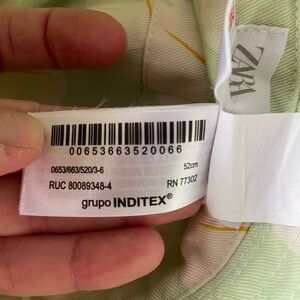 ZARA
00653663520066
0653/663/520/3-6
52cm
RUC 80089348-4
RN 77302
grupo INDITEX®